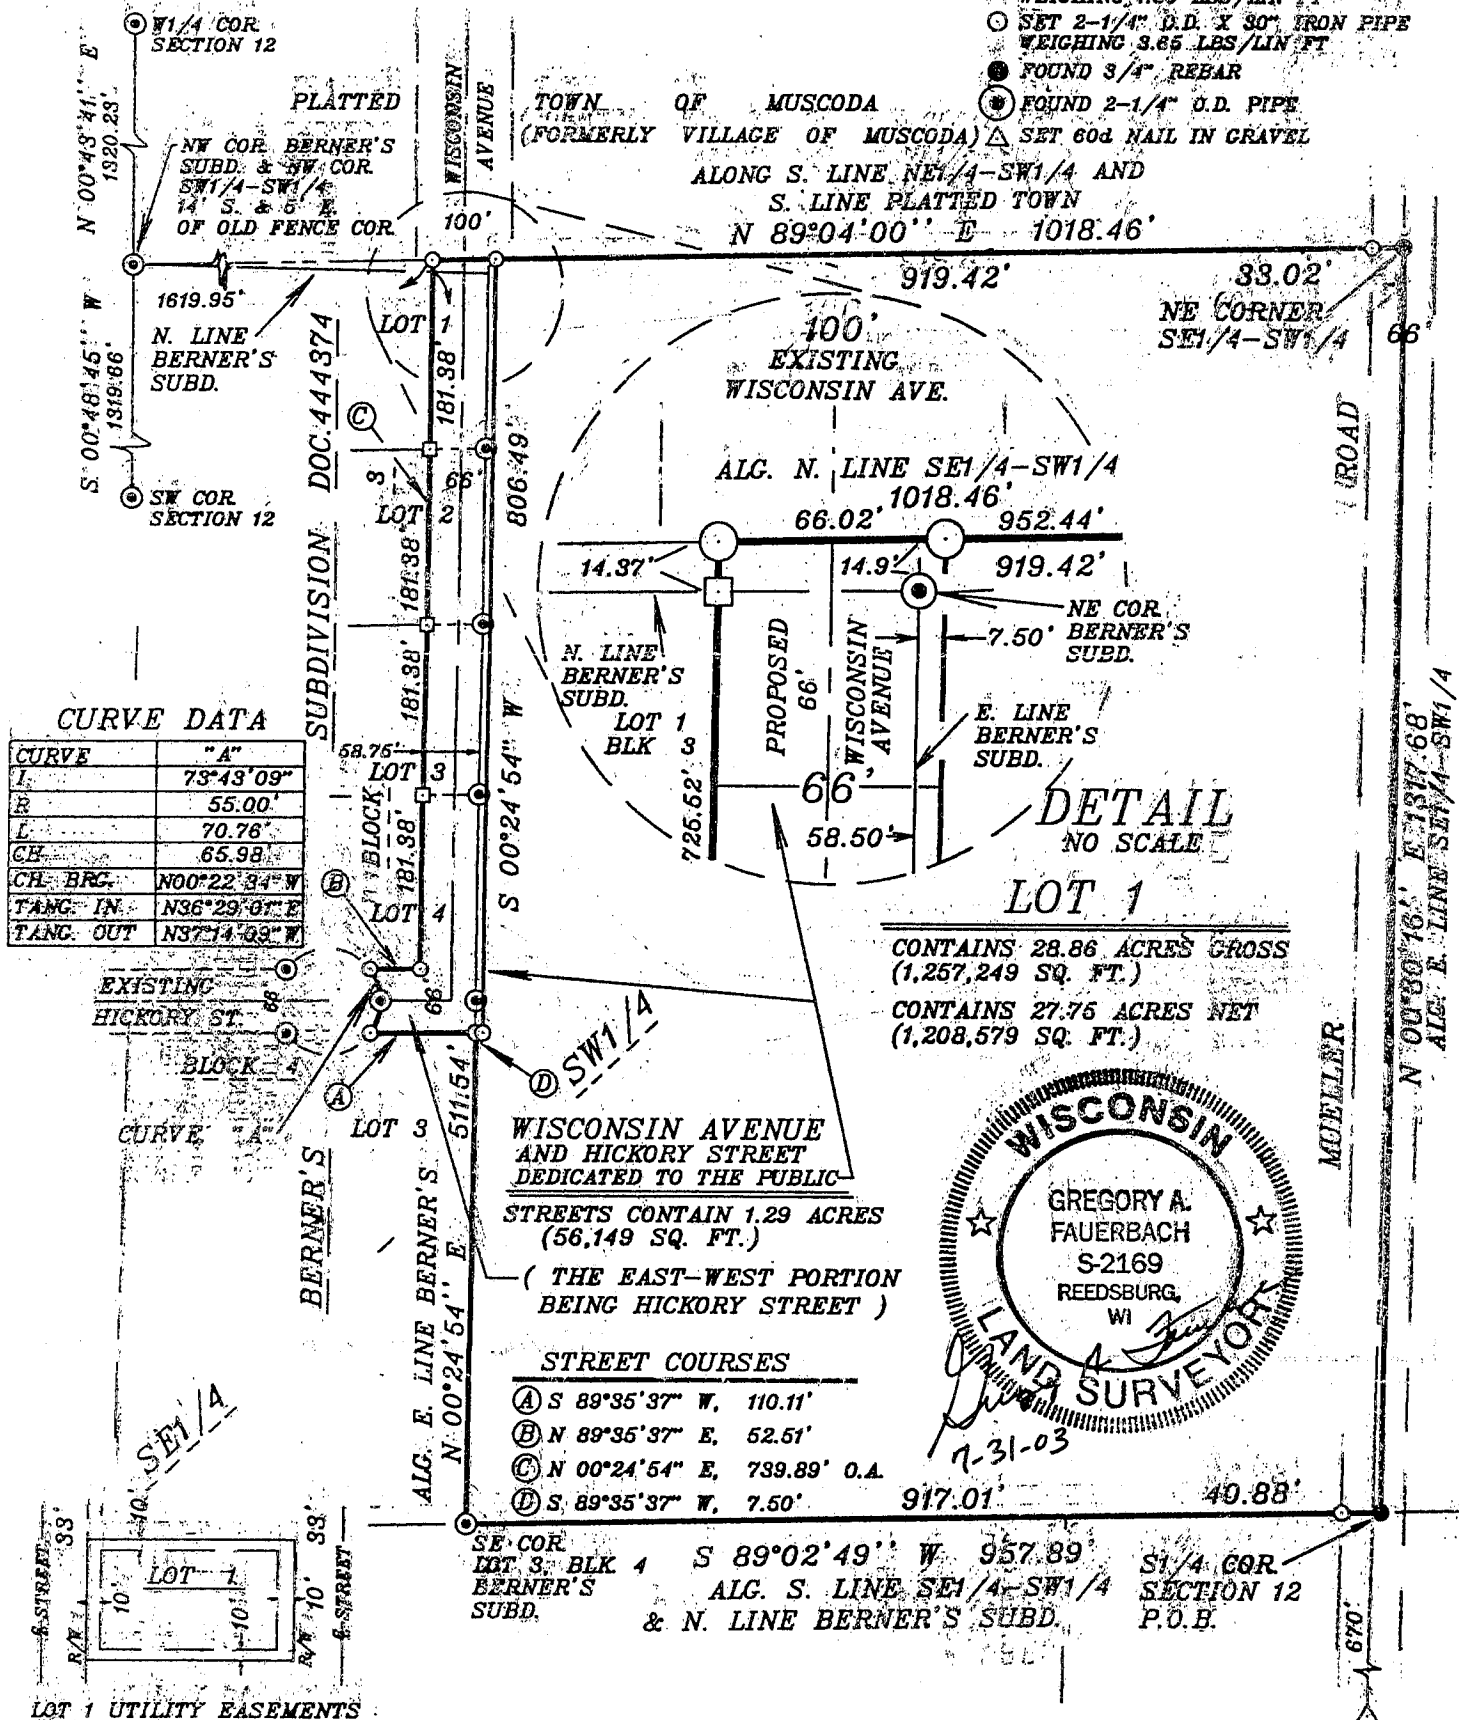 W1/4 COR.
SECTION 12
SET 2-1/4" O.D. X 30" IRON PIPE
WEIGHING 3.65 LBS/LIN FT
FOUND 3/4" REBAR
FOUND 2-1/4" O.D. PIPE
SET 60d NAIL IN GRAVEL
N 00°43'41'' E
1320.23'
PLATTED
WISCONSIN
AVENUE
TOWN OF MUSCODA
(FORMERLY VILLAGE OF MUSCODA)
NW COR BERNER'S
SUBD. & NW COR.
SW1/4-SW1/4
14' S. & 5' E.
OF OLD FENCE COR.
ALONG S. LINE NE1/4-SW1/4 AND
S. LINE PLATTED TOWN
100'
N 89°04'00'' E 1018.46'
919.42'
33.02'
NE CORNER
SE1/4-SW1/4
66'
1619.95'
N. LINE
BERNER'S
SUBD.
S 00°48'45'' W
1319.66'
SW COR
SECTION 12
SUBDIVISION DOC.444374
LOT 1
181.38'
C
3
66'
LOT 2
806.49'
181.38'
181.38'
58.75'
LOT 3
BLOCK
181.38'
B
LOT 4
S 00°24'54" W
100'
EXISTING
WISCONSIN AVE.
ALG. N. LINE SE1/4-SW1/4
1018.46'
66.02'
952.44'
14.37'
14.9'
919.42'
NE COR
BERNER'S
SUBD.
7.50'
N. LINE
BERNER'S
SUBD.
LOT 1
BLK 3
PROPOSED
66'
WISCONSIN
AVENUE
E. LINE
BERNER'S
SUBD.
66'
725.52'
58.50'
DETAIL
NO SCALE
ROAD
MOELLER
N 00°30'16'' E 1317.68'
ALG. E. LINE SE1/4-SW1/4
CURVE DATA
CURVE "A"
I 73°43'09"
R 55.00'
L 70.76'
CH 65.98'
CH. BRG. N00°22'34" W
TANG. IN N36°29'01" E
TANG. OUT N37°14'09" W
EXISTING
HICKORY ST.
66'
66'
BLOCK 4
CURVE "A"
A
LOT 3
D
SW1/4
511.54'
BERNER'S
LOT 1
CONTAINS 28.86 ACRES GROSS
(1,257,249 SQ. FT.)
CONTAINS 27.75 ACRES NET
(1,208,579 SQ. FT.)
WISCONSIN AVENUE
AND HICKORY STREET
DEDICATED TO THE PUBLIC
STREETS CONTAIN 1.29 ACRES
(56,149 SQ. FT.)
( THE EAST-WEST PORTION
BEING HICKORY STREET )
WISCONSIN
GREGORY A.
FAUERBACH
S-2169
REEDSBURG,
WI
LAND SURVEYOR
7-31-03
ALG. E. LINE BERNER'S
N 00°24'54'' E
STREET COURSES
A S 89°35'37" W, 110.11'
B N 89°35'37" E, 52.51'
C N 00°24'54" E, 739.89' O.A.
D S 89°35'37" W, 7.50'
917.01'
40.88'
SE COR
LOT 3, BLK 4
BERNER'S
SUBD.
S 89°02'49'' W 957.89'
ALG. S. LINE SE1/4-SW1/4
& N. LINE BERNER'S SUBD.
S1/4 COR.
SECTION 12
P.O.B.
670'
SE1/4
STREET
33'
R/W
10'
10'
LOT 1
10'
R/W
10'
33'
STREET
LOT 1 UTILITY EASEMENTS